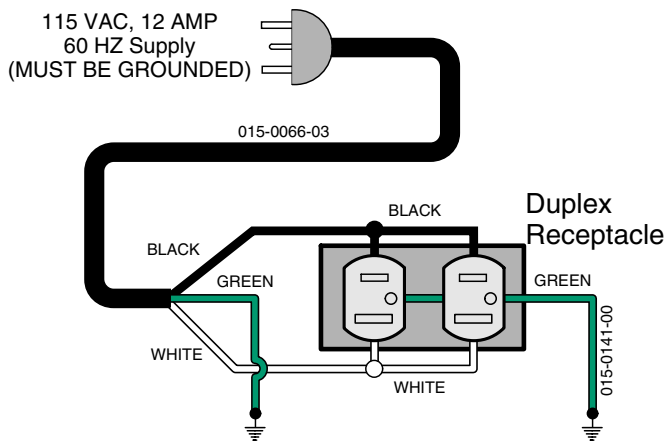 115 VAC, 12 AMP
60 HZ Supply
(MUST BE GROUNDED)
015-0066-03
BLACK
Duplex
Receptacle
BLACK
GREEN
GREEN
WHITE
WHITE
015-0141-00